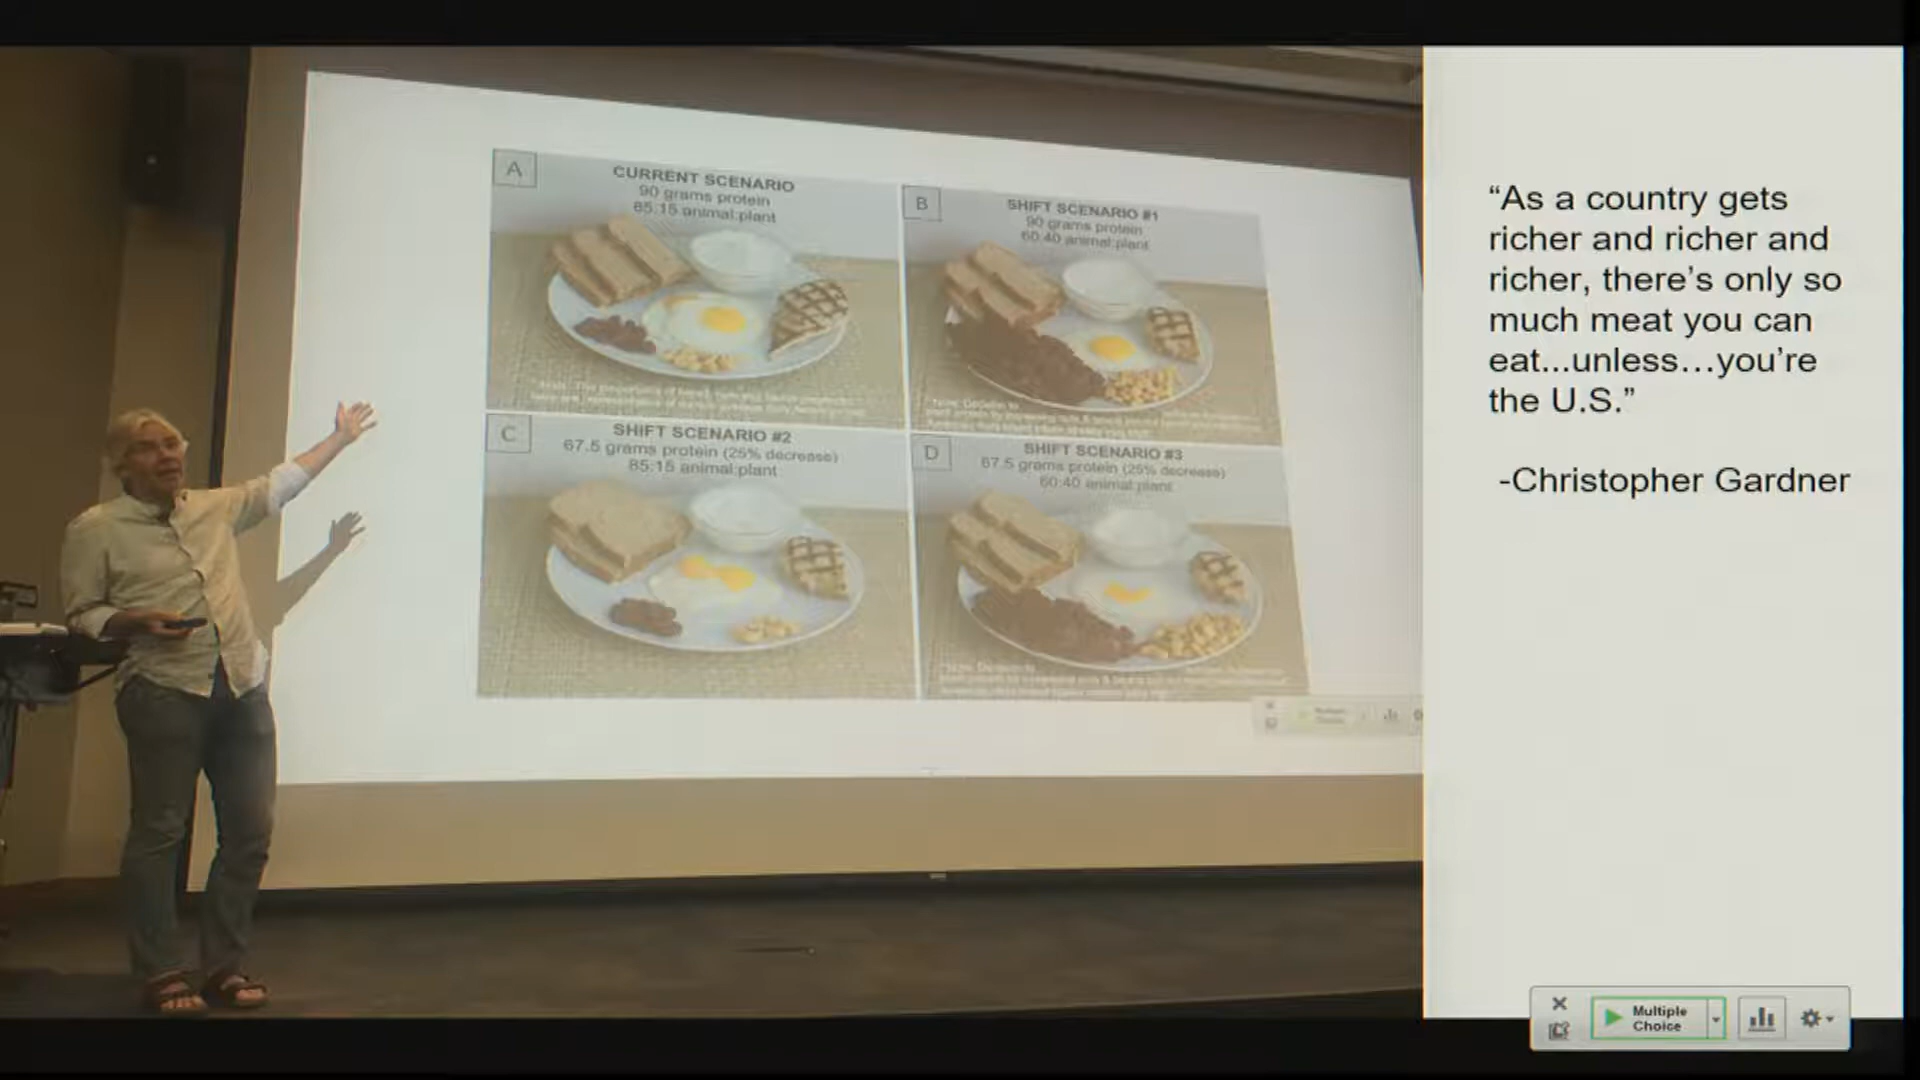 A
CURRENT SCENARIO
90 grams protein
85:15 animal:plant
B
SHIFT SCENARIO #1
90 grams protein
60:40 animal:plant
C
SHIFT SCENARIO #2
67.5 grams protein (25% decrease)
85:15 animal:plant
D
SHIFT SCENARIO #3
67.5 grams protein (25% decrease)
60:40 animal:plant
“As a country gets
richer and richer and
richer, there’s only so
much meat you can
eat...unless…you’re
the U.S.”
-Christopher Gardner
Multiple
Choice